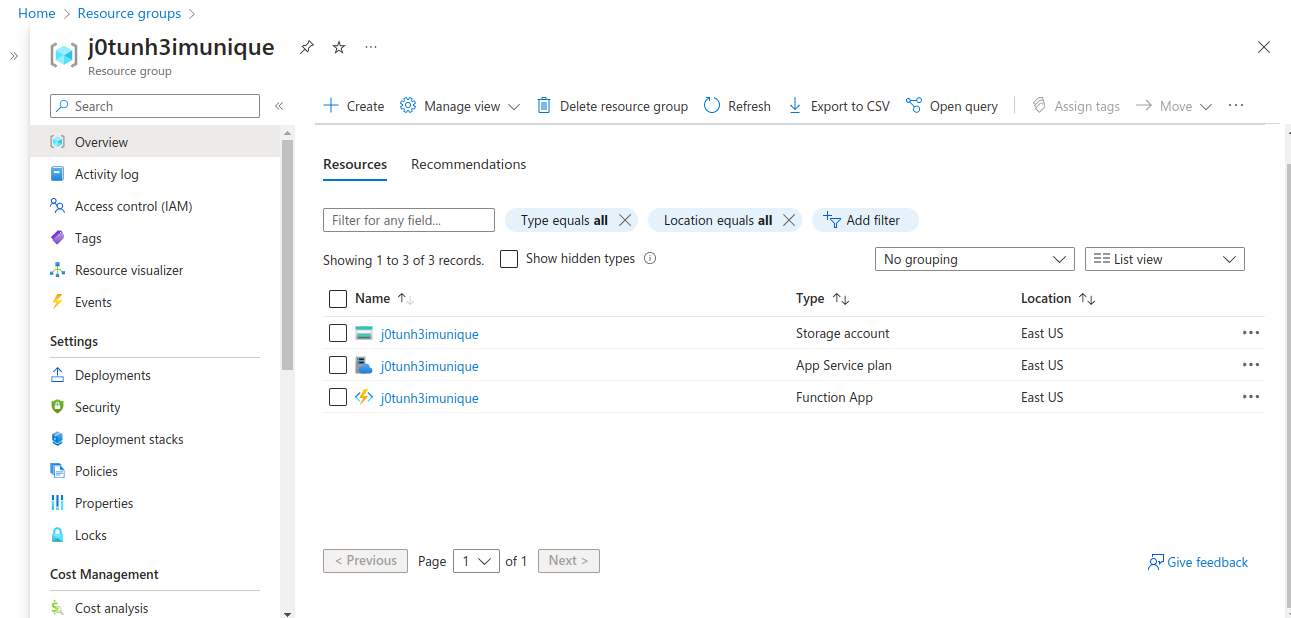 Home > Resource groups >
j0tunh3imunique
Resource group
Search
Overview
Activity log
Access control (IAM)
Tags
Resource visualizer
Events
Settings
Deployments
Security
Deployment stacks
Policies
Properties
Locks
Cost Management
Cost analysis
Create Manage view Delete resource group Refresh Export to CSV Open query Assign tags Move
Resources Recommendations
Filter for any field... Type equals all Location equals all Add filter
Showing 1 to 3 of 3 records. Show hidden types No grouping List view
Name Type Location
j0tunh3imunique Storage account East US
j0tunh3imunique App Service plan East US
j0tunh3imunique Function App East US
< Previous Page 1 of 1 Next > Give feedback